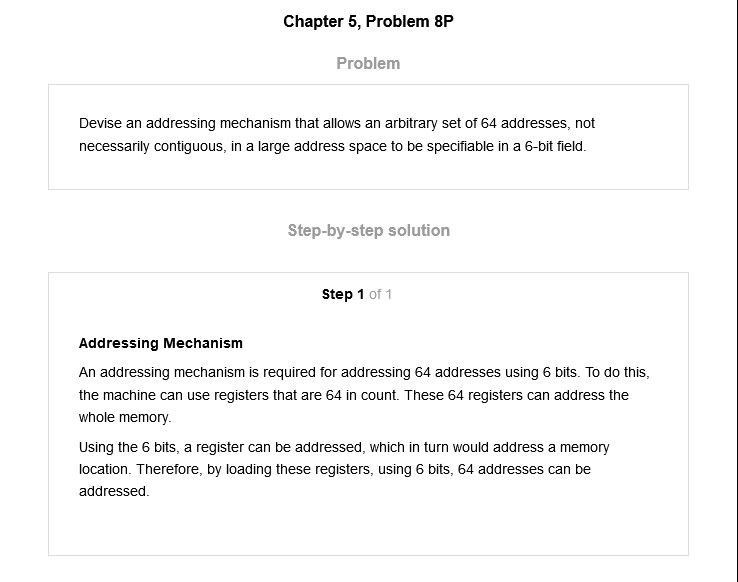 Chapter 5, Problem 8P
Problem
Devise an addressing mechanism that allows an arbitrary set of 64 addresses, not
necessarily contiguous, in a large address space to be specifiable in a 6-bit field.
Step-by-step solution
Step 1 of 1
Addressing Mechanism
An addressing mechanism is required for addressing 64 addresses using 6 bits. To do this,
the machine can use registers that are 64 in count. These 64 registers can address the
whole memory.
Using the 6 bits, a register can be addressed, which in turn would address a memory
location. Therefore, by loading these registers, using 6 bits, 64 addresses can be
addressed.